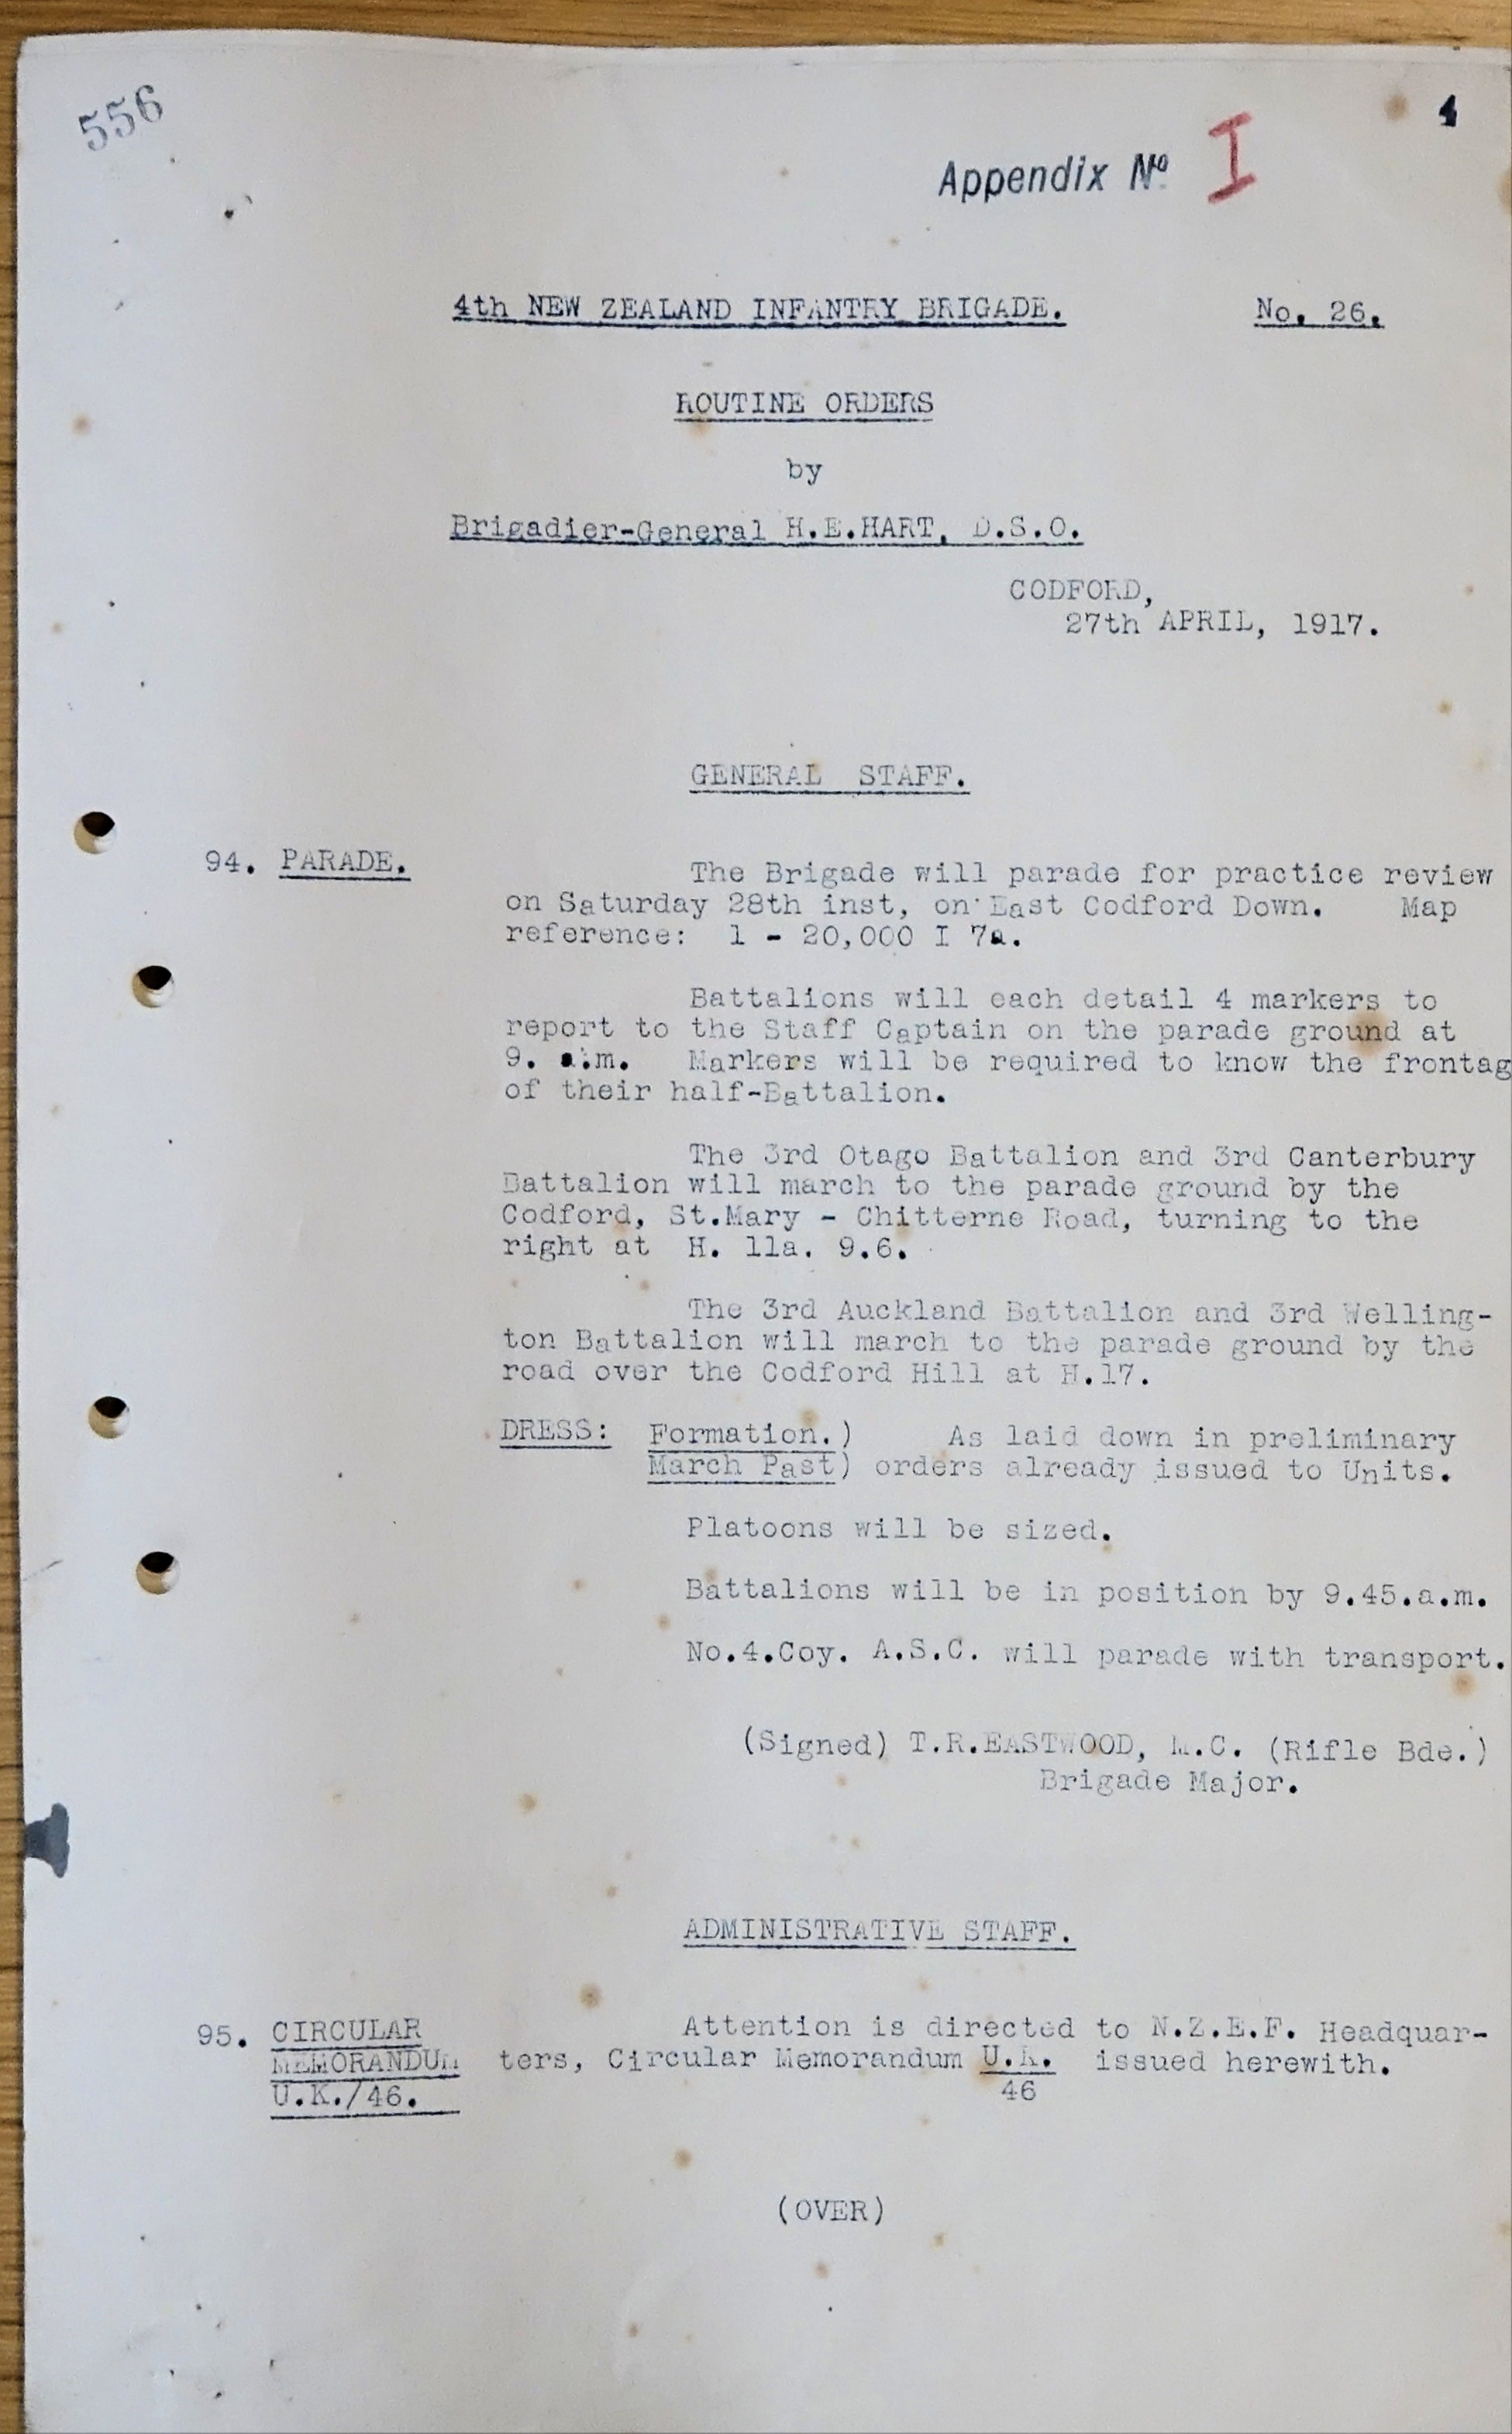 556
4
Appendix No I
4th NEW ZEALAND INFANTRY BRIGADE. No. 26.
ROUTINE ORDERS
by
Brigadier-General H.E.HART, D.S.O.
CODFORD,
27th APRIL, 1917.
GENERAL STAFF.
94. PARADE. The Brigade will parade for practice review
on Saturday 28th inst, on East Codford Down. Map
reference: 1 - 20,000 I 7a.
Battalions will each detail 4 markers to
report to the Staff Captain on the parade ground at
9. a.m. Markers will be required to know the frontag
of their half-Battalion.
The 3rd Otago Battalion and 3rd Canterbury
Battalion will march to the parade ground by the
Codford, St.Mary - Chitterne Road, turning to the
right at H. 11a. 9.6.
The 3rd Auckland Battalion and 3rd Welling-
ton Battalion will march to the parade ground by the
road over the Codford Hill at H.17.
DRESS: Formation.) As laid down in preliminary
March Past) orders already issued to Units.
Platoons will be sized.
Battalions will be in position by 9.45.a.m.
No.4.Coy. A.S.C. will parade with transport.
(Signed) T.R.EASTWOOD, M.C. (Rifle Bde.)
Brigade Major.
ADMINISTRATIVE STAFF.
95. CIRCULAR Attention is directed to N.Z.E.F. Headquar-
MEMORANDUM ters, Circular Memorandum U.K. issued herewith.
U.K./46. 46
(OVER)